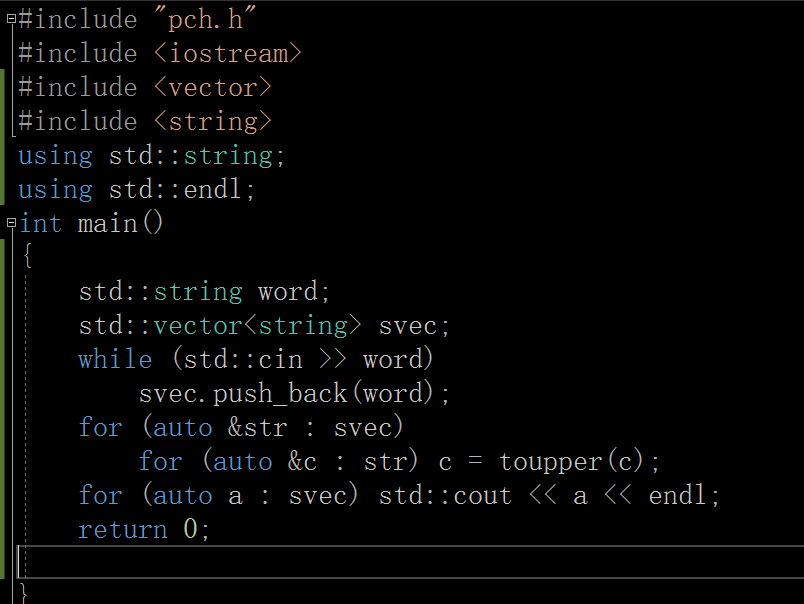 #include "pch.h"
#include <iostream>
#include <vector>
#include <string>
using std::string;
using std::endl;
int main()
{
    std::string word;
    std::vector<string> svec;
    while (std::cin >> word)
        svec.push_back(word);
    for (auto &str : svec)
        for (auto &c : str) c = toupper(c);
    for (auto a : svec) std::cout << a << endl;
    return 0;
}